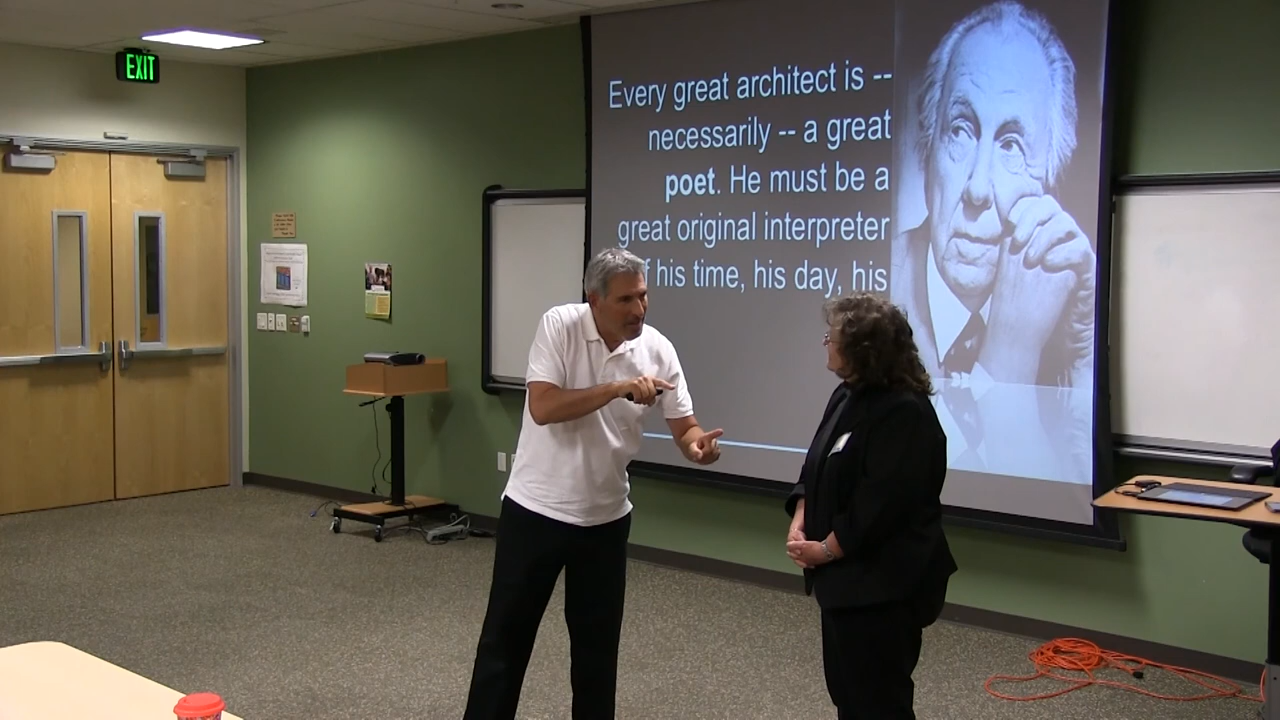 EXIT
Every great architect is --
necessarily -- a great
poet. He must be a
great original interpreter
his time, his day, his